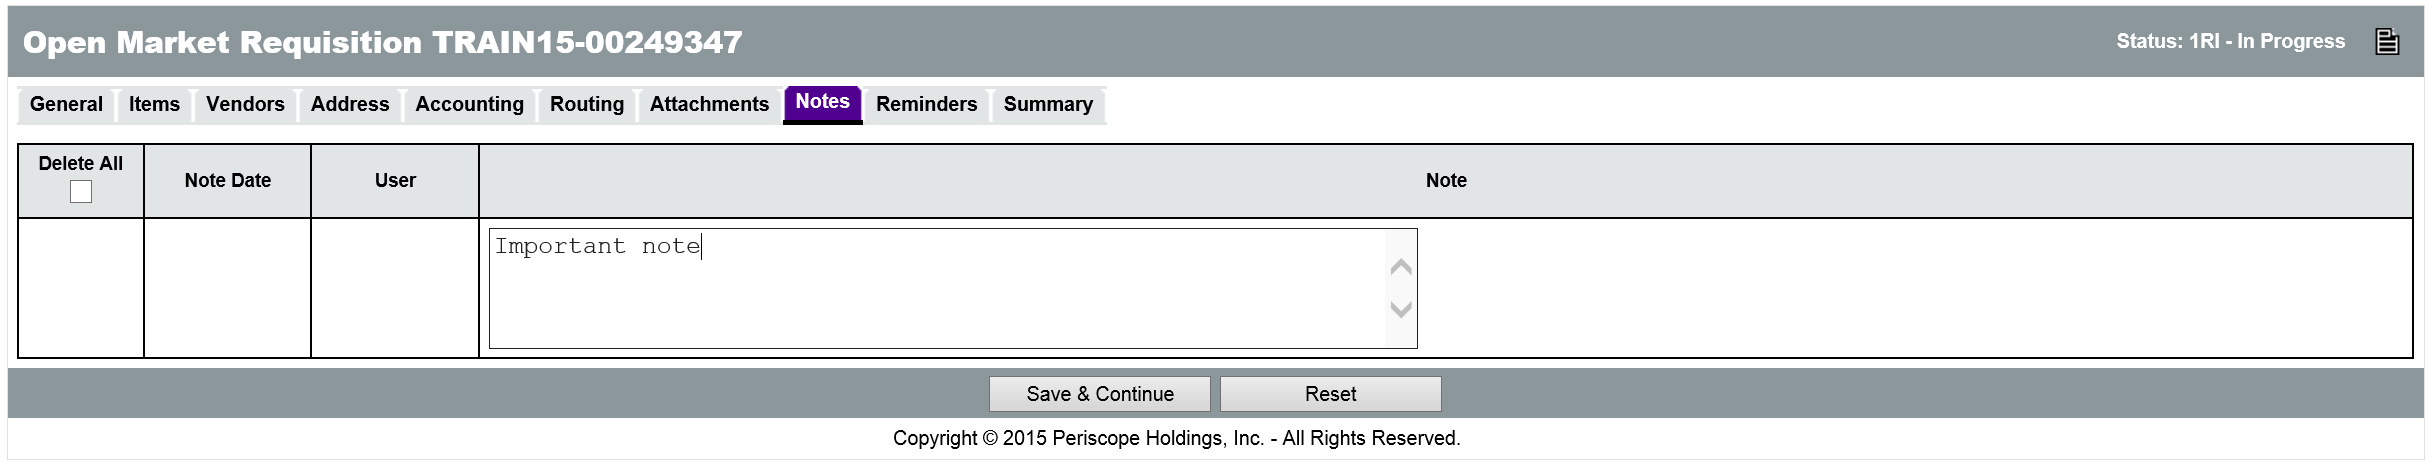 Open Market Requisition TRAIN15-00249347 Status: 1RI - In Progress
General Items Vendors Address Accounting Routing Attachments Notes Reminders Summary
Delete All Note Date User Note
Important note
Save & Continue Reset
Copyright © 2015 Periscope Holdings, Inc. - All Rights Reserved.